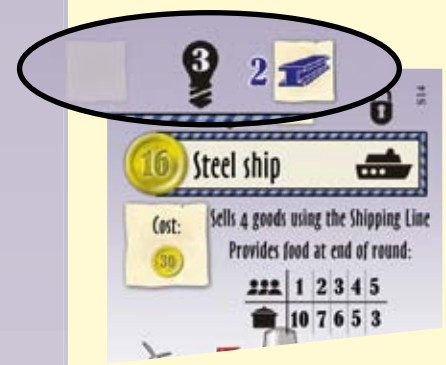 3 2
S14
16 Steel ship
Cost: Sells 4 goods using the Shipping Line
30 Provides food at end of round:
1 2 3 4 5
10 7 6 5 3